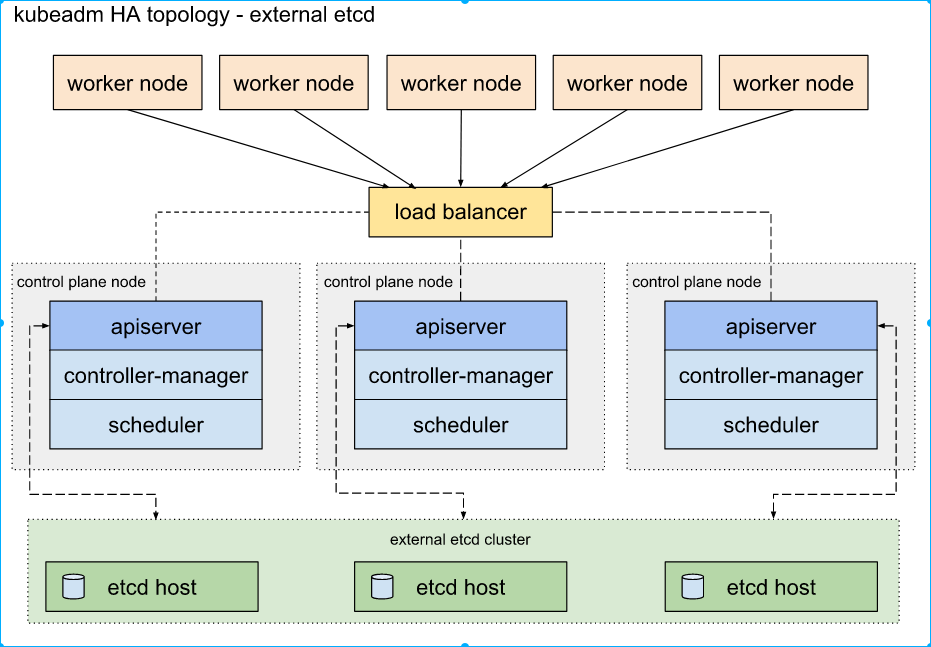 kubeadm HA topology - external etcd
worker node
worker node
worker node
worker node
worker node
load balancer
control plane node
control plane node
control plane node
apiserver
apiserver
apiserver
controller-manager
controller-manager
controller-manager
scheduler
scheduler
scheduler
external etcd cluster
etcd host
etcd host
etcd host